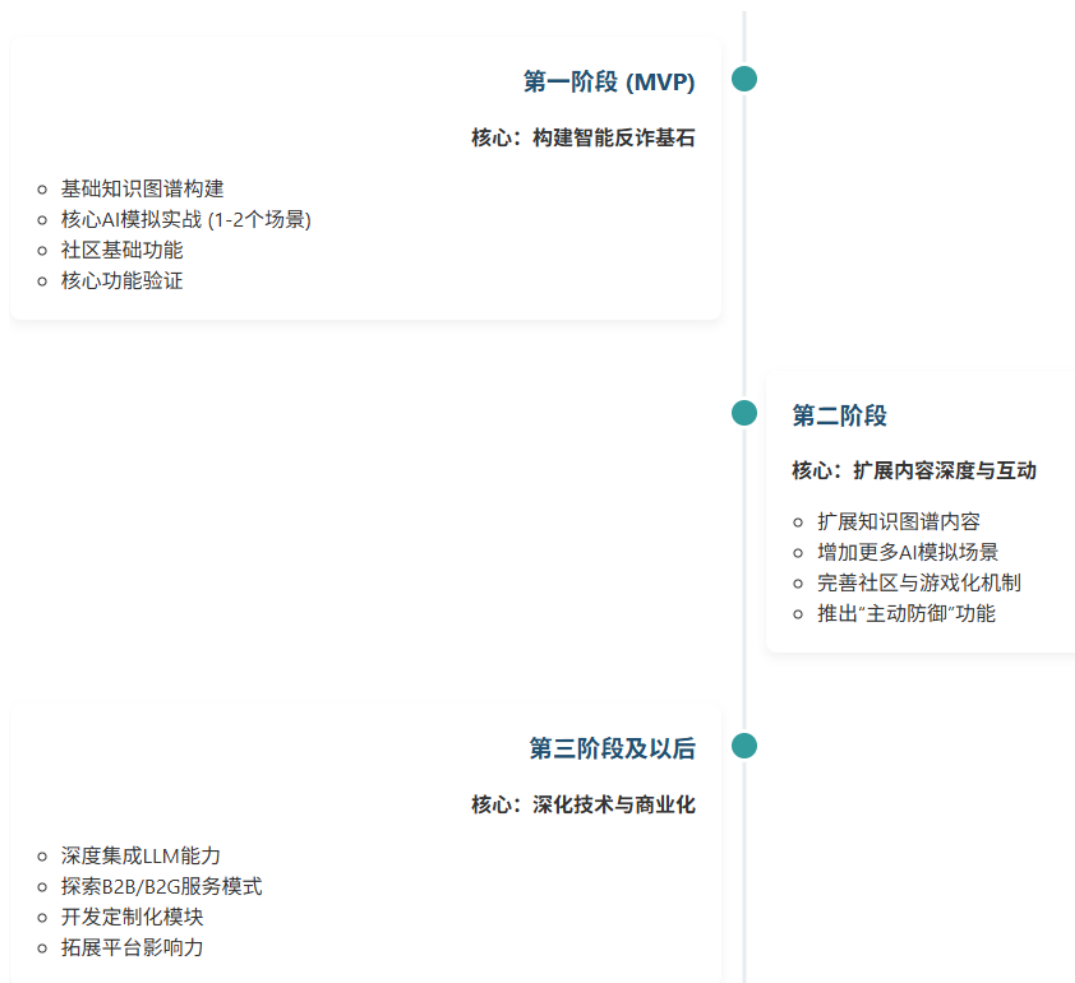 第一阶段 (MVP)
核心：构建智能反诈基石
基础知识图谱构建
核心AI模拟实战 (1-2个场景)
社区基础功能
核心功能验证
第二阶段
核心：扩展内容深度与互动
扩展知识图谱内容
增加更多AI模拟场景
完善社区与游戏化机制
推出“主动防御”功能
第三阶段及以后
核心：深化技术与商业化
深度集成LLM能力
探索B2B/B2G服务模式
开发定制化模块
拓展平台影响力